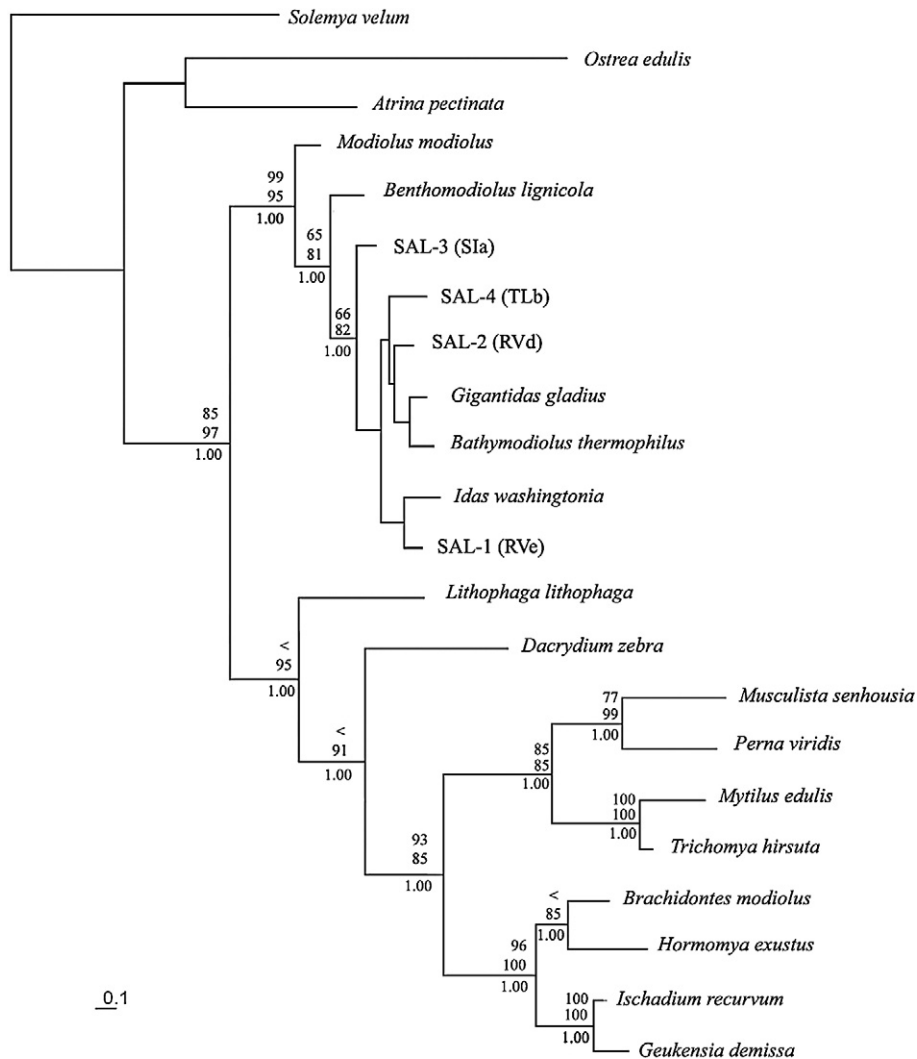 Solemya velum
Ostrea edulis
Atrina pectinata
Modiolus modiolus
99
95
1.00
Benthomodiolus lignicola
65
81
1.00
SAL-3 (SIa)
SAL-4 (TLb)
66
82
1.00
SAL-2 (RVd)
Gigantidas gladius
85
97
1.00
Bathymodiolus thermophilus
Idas washingtonia
SAL-1 (RVe)
Lithophaga lithophaga
<
95
1.00
Dacrydium zebra
<
91
1.00
77
99
1.00
Musculista senhousia
Perna viridis
85
85
1.00
100
100
1.00
Mytilus edulis
Trichomya hirsuta
93
85
1.00
<
85
1.00
Brachidontes modiolus
Hormomya exustus
96
100
1.00
100
100
1.00
Ischadium recurvum
Geukensia demissa
0.1